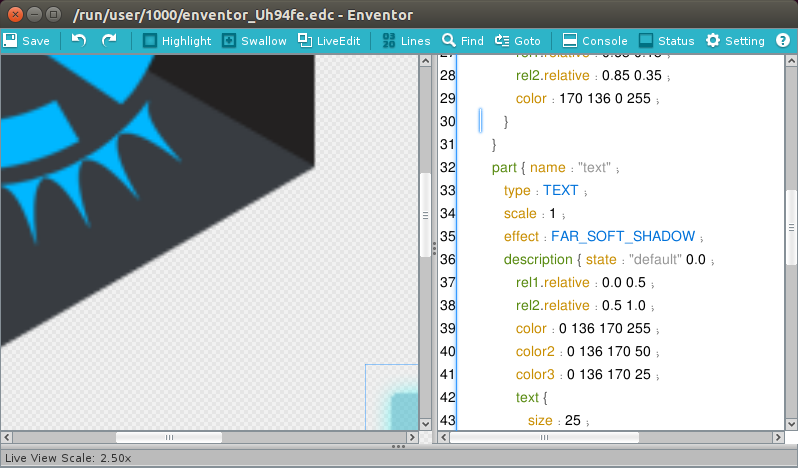 /run/user/1000/enventor_Uh94fe.edc - Enventor
Save Highlight Swallow LiveEdit Lines Find Goto Console Status Setting
28 rel2.relative : 0.85 0.35 ;
29 color : 170 136 0 255 ;
30 }
31 }
32 part { name : "text" ;
33 type : TEXT ;
34 scale : 1 ;
35 effect : FAR_SOFT_SHADOW ;
36 description { state : "default" 0.0 ;
37 rel1.relative : 0.0 0.5 ;
38 rel2.relative : 0.5 1.0 ;
39 color : 0 136 170 255 ;
40 color2 : 0 136 170 50 ;
41 color3 : 0 136 170 25 ;
42 text {
43 size : 25 ;
Live View Scale: 2.50x